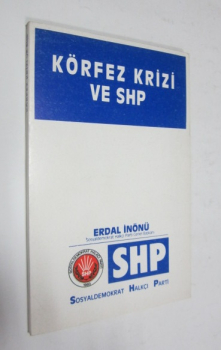 KÖRFEZ KRİZİ
VE SHP
ERDAL İNÖNÜ
SHP
SOSYALDEMOKRAT HALKÇI PARTİ